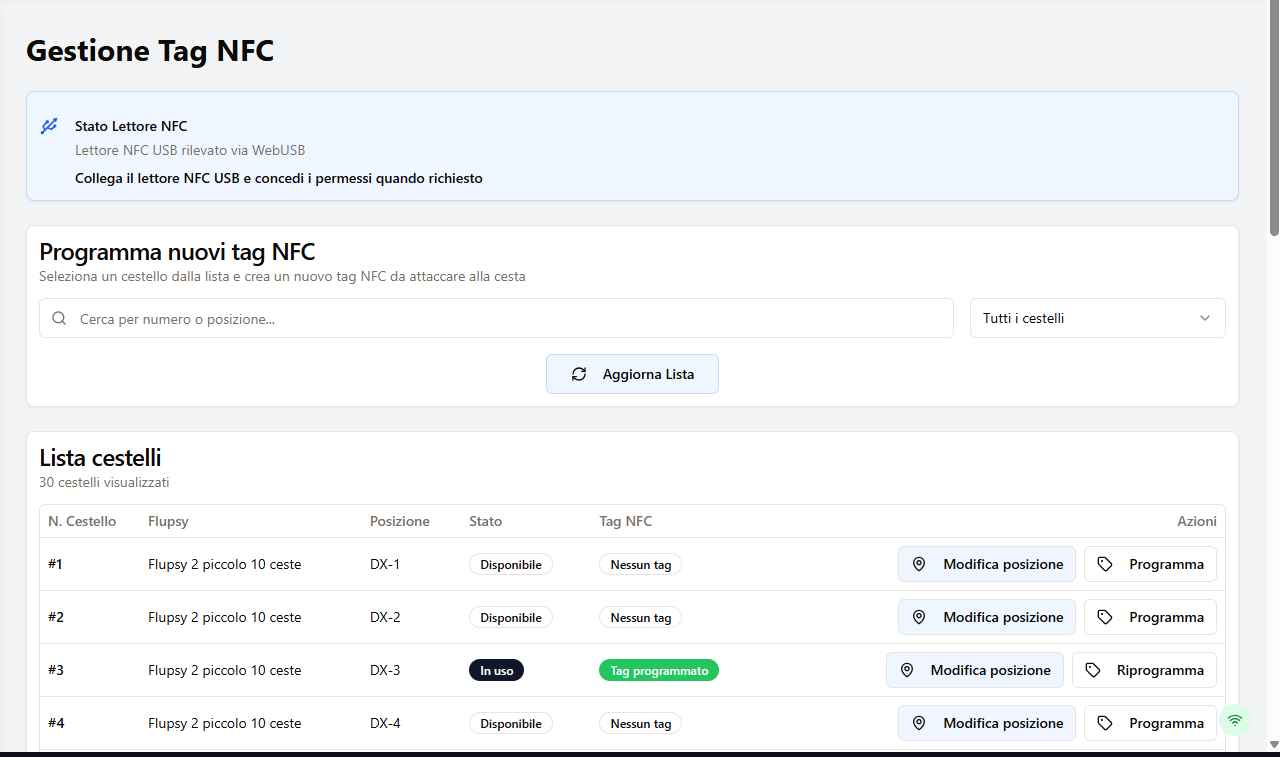 Gestione Tag NFC
Stato Lettore NFC
Lettore NFC USB rilevato via WebUSB
Collega il lettore NFC USB e concedi i permessi quando richiesto
Programma nuovi tag NFC
Seleziona un cestello dalla lista e crea un nuovo tag NFC da attaccare alla cesta
Cerca per numero o posizione... Tutti i cestelli
Aggiorna Lista
Lista cestelli
30 cestelli visualizzati
N. Cestello Flupsy Posizione Stato Tag NFC Azioni
#1 Flupsy 2 piccolo 10 ceste DX-1 Disponibile Nessun tag Modifica posizione Programma
#2 Flupsy 2 piccolo 10 ceste DX-2 Disponibile Nessun tag Modifica posizione Programma
#3 Flupsy 2 piccolo 10 ceste DX-3 In uso Tag programmato Modifica posizione Riprogramma
#4 Flupsy 2 piccolo 10 ceste DX-4 Disponibile Nessun tag Modifica posizione Programma